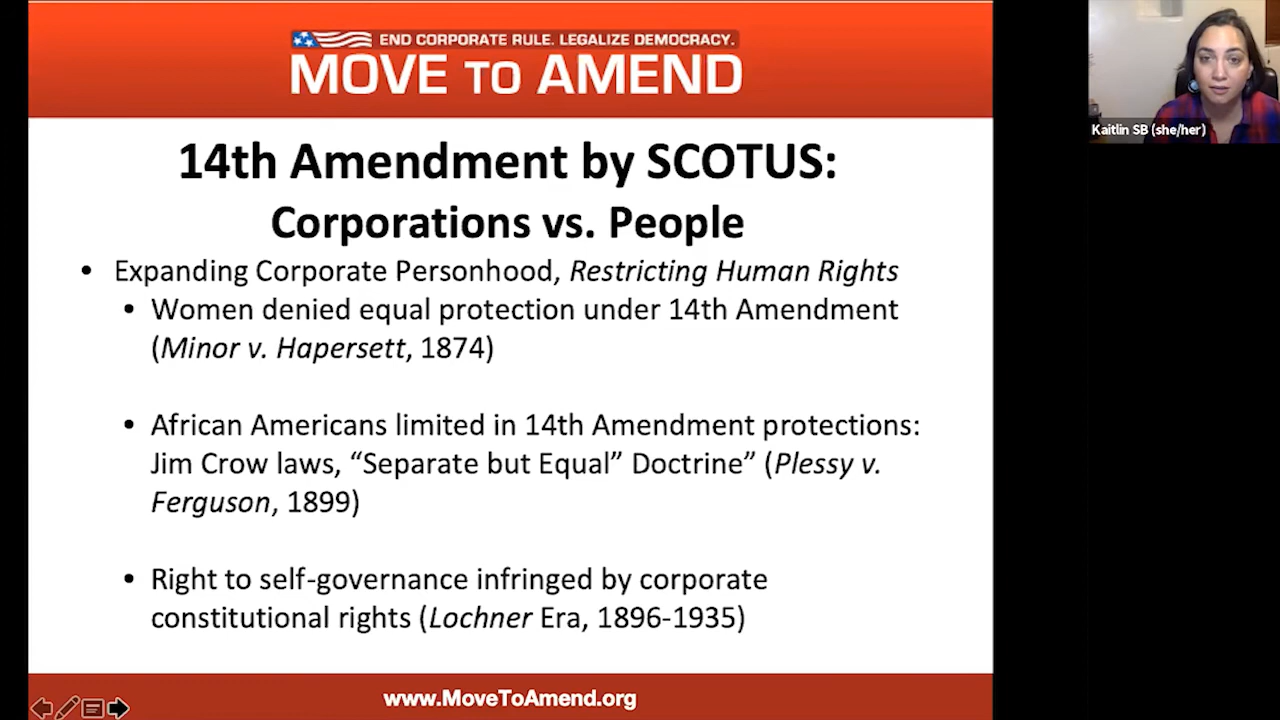 END CORPORATE RULE. LEGALIZE DEMOCRACY.
MOVE TO AMEND
Kaitlin SB (she/her)
14th Amendment by SCOTUS:
Corporations vs. People
• Expanding Corporate Personhood, Restricting Human Rights
• Women denied equal protection under 14th Amendment
(Minor v. Hapersett, 1874)
• African Americans limited in 14th Amendment protections:
Jim Crow laws, “Separate but Equal” Doctrine” (Plessy v.
Ferguson, 1899)
• Right to self-governance infringed by corporate
constitutional rights (Lochner Era, 1896-1935)
www.MoveToAmend.org